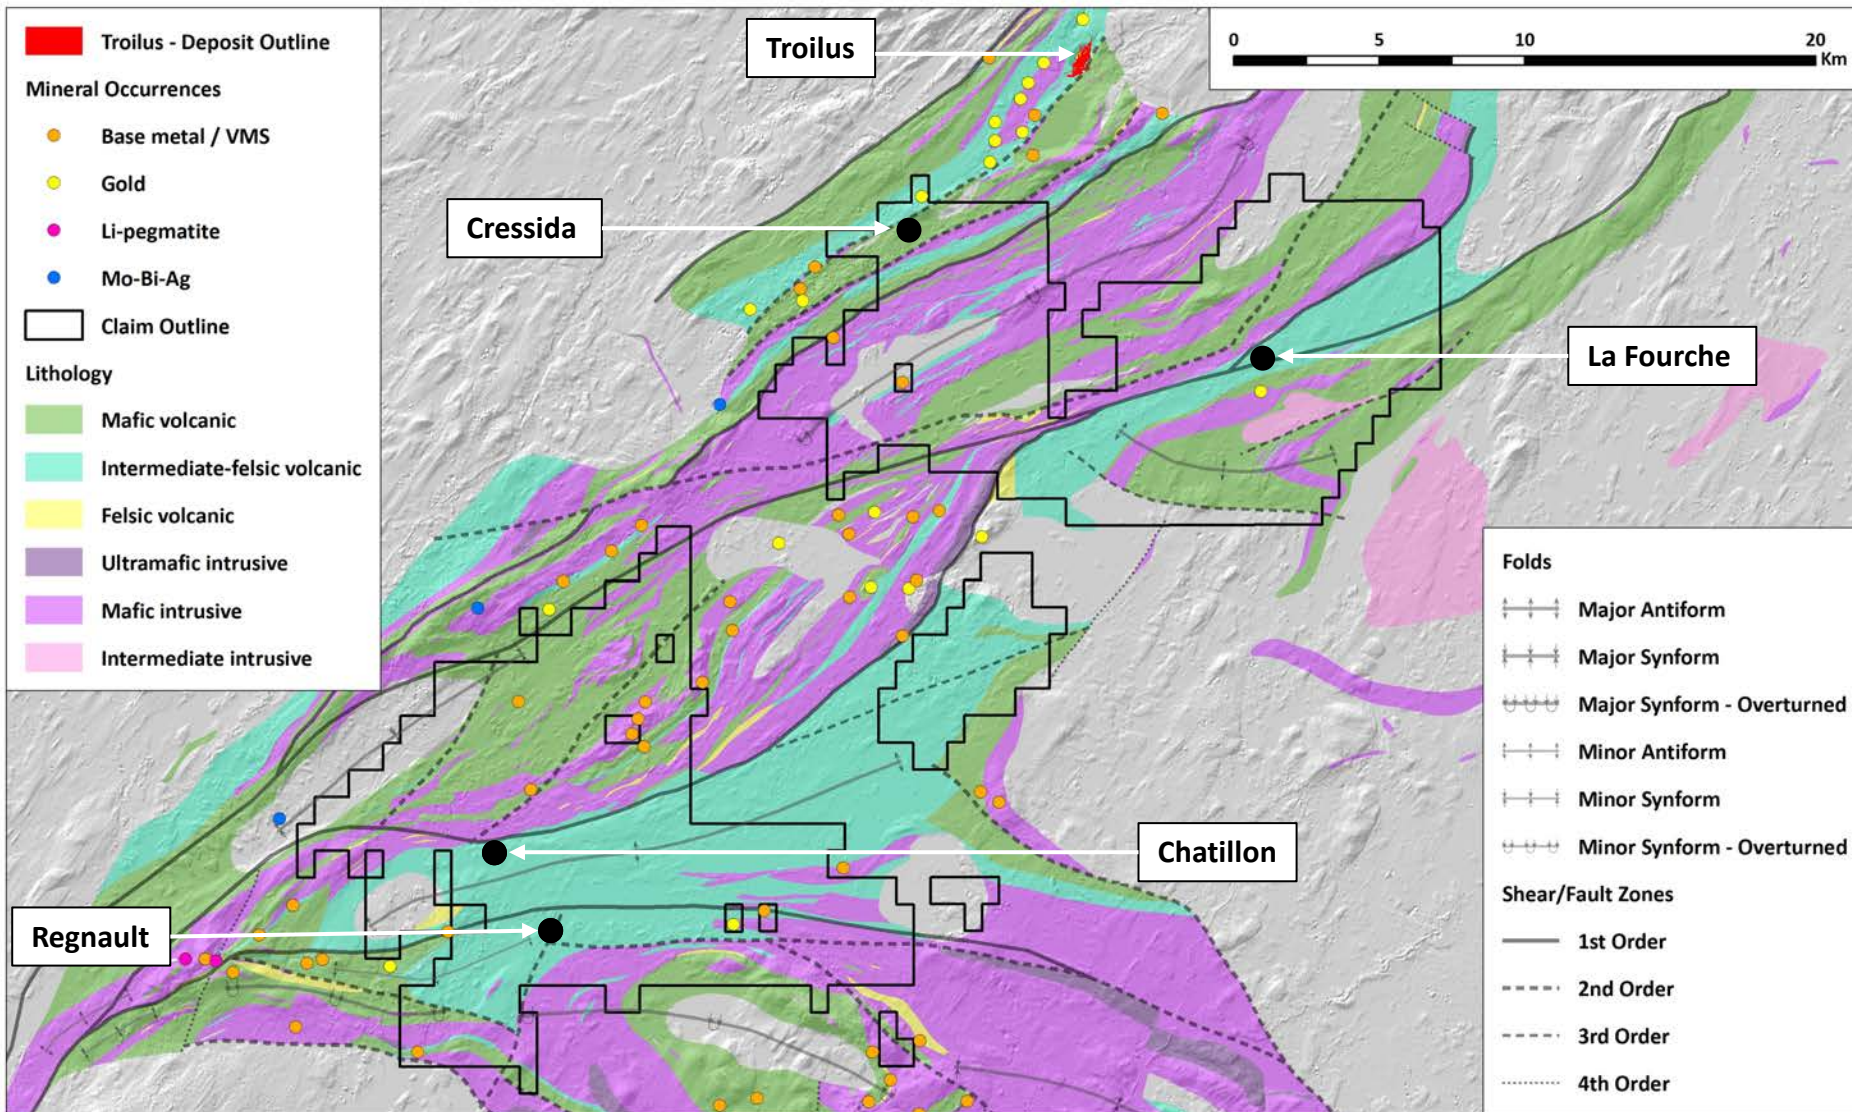 Troilus - Deposit Outline
Mineral Occurrences
Base metal / VMS
Gold
Li-pegmatite
Mo-Bi-Ag
Claim Outline
Lithology
Mafic volcanic
Intermediate-felsic volcanic
Felsic volcanic
Ultramafic intrusive
Mafic intrusive
Intermediate intrusive
Troilus
0 5 10 20
Km
Cressida
La Fourche
Chatillon
Regnault
Folds
Major Antiform
Major Synform
Major Synform - Overturned
Minor Antiform
Minor Synform
Minor Synform - Overturned
Shear/Fault Zones
1st Order
2nd Order
3rd Order
4th Order